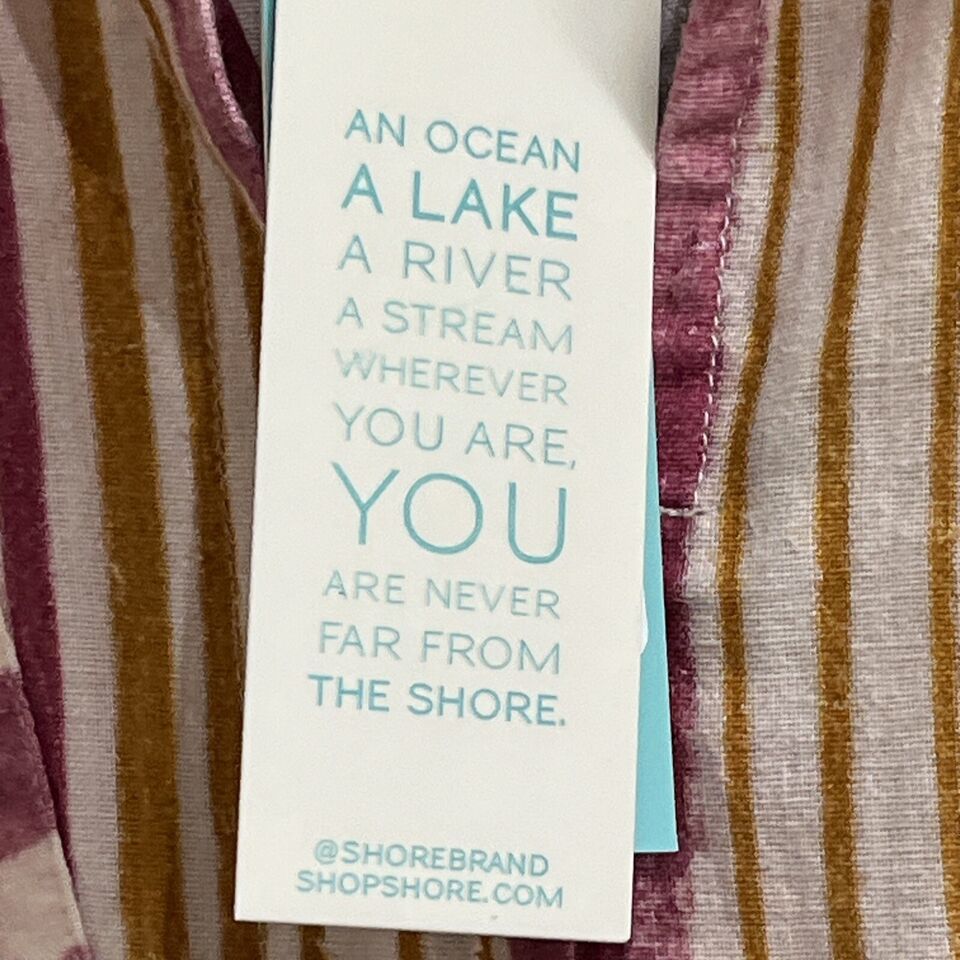 AN OCEAN
A LAKE
A RIVER
A STREAM
WHEREVER
YOU ARE,
YOU
ARE NEVER
FAR FROM
THE SHORE.
@SHOREBRAND
SHOPSHORE.COM